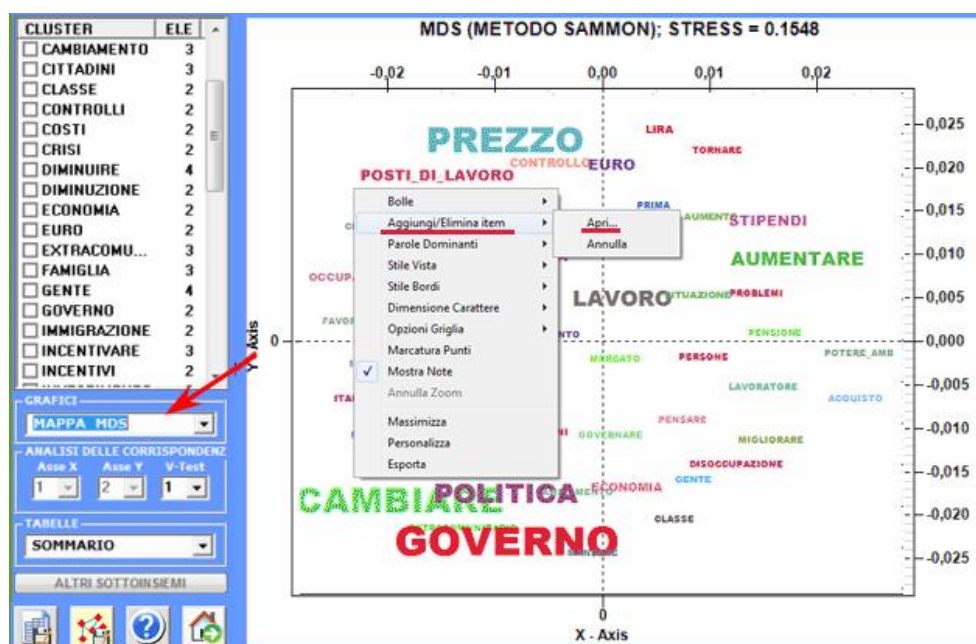 CLUSTER ELE
CAMBIAMENTO 3
CITTADINI 3
CLASSE 2
CONTROLLI 2
COSTI 2
CRISI 2
DIMINUIRE 4
DIMINUZIONE 2
ECONOMIA 2
EURO 2
EXTRACOMU... 3
FAMIGLIA 3
GENTE 4
GOVERNO 2
IMMIGRAZIONE 2
INCENTIVARE 3
INCENTIVI 2
GRAFICI
MAPPA MDS
ANALISI DELLE CORRISPONDENZ
Asse X Asse Y V-Test
1 2 1
TABELLE
SOMMARIO
ALTRI SOTTOINSIEMI
MDS (METODO SAMMON); STRESS = 0.1548
-0,02 -0,01 0,00 0,01 0,02
PREZZO
LIRA
TORNARE
CONTROLLO
EURO
POSTI_DI_LAVORO
PRIMA
AUMENTO
STIPENDI
AUMENTARE
OCCUP
LAVORO
SITUAZIONE
PROBLEMI
FAVOR
NTO
PENSIONE
MERCATO
PERSONE
POTERE_AMB
LAVORATORE
ACQUISTO
ITA
PENSARE
NI
GOVERNARE
MIGLIORARE
DISOCCUPAZIONE
GENTE
CAMBIARE
POLITICA
ECONOMIA
CLASSE
GOVERNO
Bolle
Aggiungi/Elimina item
Parole Dominanti
Stile Vista
Stile Bordi
Dimensione Carattere
Opzioni Griglia
Marcatura Punti
Mostra Note
Annulla Zoom
Massimizza
Personalizza
Esporta
Apri...
Annulla
0,025
0,020
0,015
0,010
0,005
0,000
-0,005
-0,010
-0,015
-0,020
-0,025
Y - Axis
0
0
X - Axis